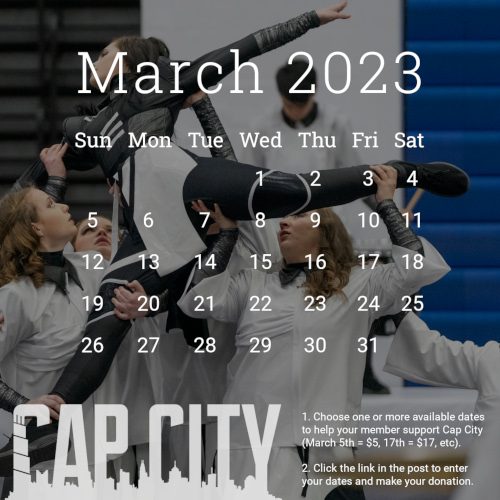 March 2023
Sun Mon Tue Wed Thu Fri Sat
1 2 3 4
5 6 7 8 9 10 11
12 13 14 15 16 17 18
19 20 21 22 23 24 25
26 27 28 29 30 31
CAP CITY
1. Choose one or more available dates
to help your member support Cap City
(March 5th = $5, 17th = $17, etc).
2. Click the link in the post to enter
your dates and make your donation.